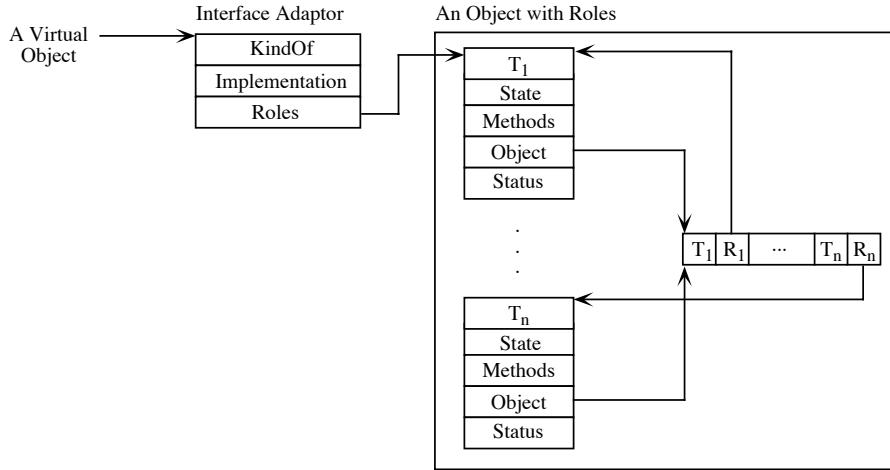 Interface Adaptor
An Object with Roles
A Virtual
Object
KindOf
Implementation
Roles
T1
State
Methods
Object
Status
.
.
.
T1 R1 ... Tn Rn
Tn
State
Methods
Object
Status